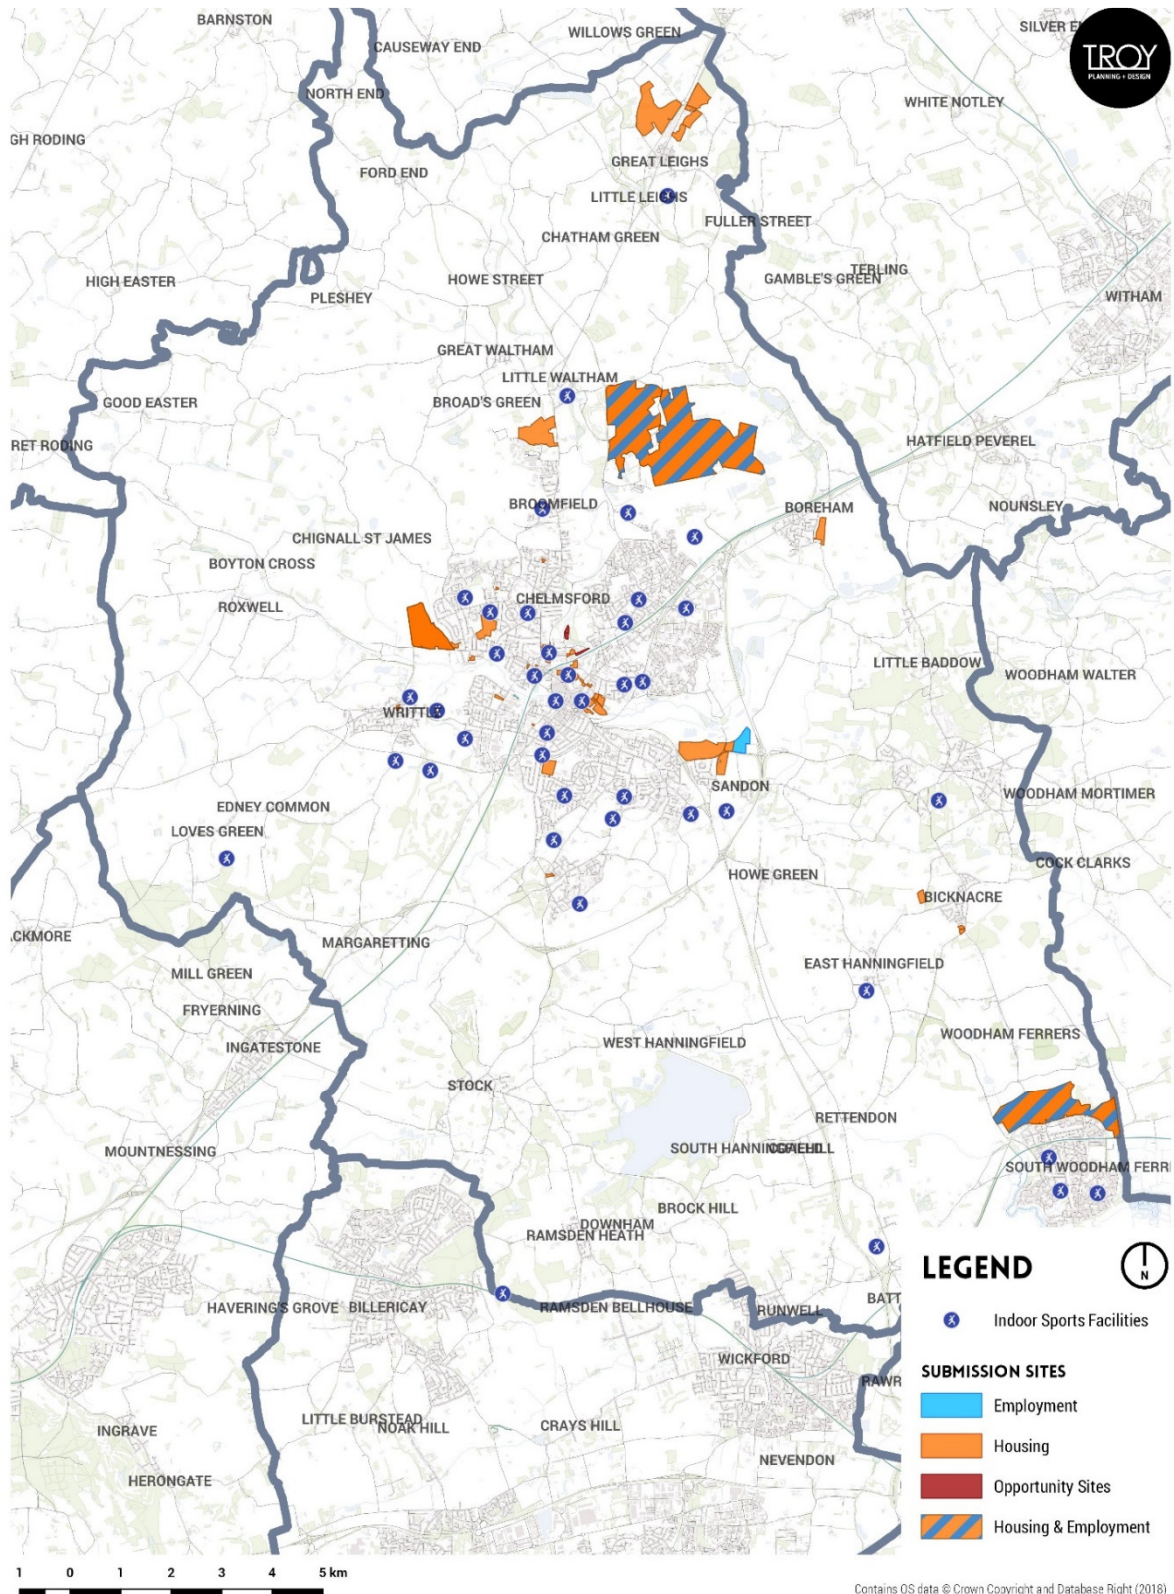 BARNSTON
WILLOWS GREEN
CAUSEWAY END
TROY
PLANNING + DESIGN
NORTH END
WHITE NOTLEY
GH RODING
GREAT LEIGHS
FORD END
LITTLE LEIGHS
FULLER STREET
CHATHAM GREEN
TERLING
GAMBLE'S GREEN
HIGH EASTER
HOWE STREET
PLESHEY
WITHAM
GREAT WALTHAM
LITTLE WALTHAM
GOOD EASTER
BROAD'S GREEN
RET RODING
HATFIELD PEVEREL
BROOMFIELD
BOREHAM
NOUNSLEY
CHIGNALL ST JAMES
BOYTON CROSS
CHELMSFORD
ROXWELL
LITTLE BADDOW
WOODHAM WALTER
WRITTLE
SANDON
WOODHAM MORTIMER
EDNEY COMMON
LOVES GREEN
COCK CLARKS
HOWE GREEN
BICKNACRE
ACKMORE
MARGARETTING
EAST HANNINGFIELD
MILL GREEN
FRYERNING
WOODHAM FERRERS
INGATESTONE
WEST HANNINGFIELD
STOCK
RETTENDON
MOUNTNESSING
SOUTH HANNINGFIELD
SOUTH WOODHAM FERRI
BROCK HILL
DOWNHAM
RAMSDEN HEATH
HAVERING'S GROVE
BILLERICAY
RAMSDEN BELLHOUSE
RUNWELL
BATT
WICKFORD
RAWR
LITTLE BURSTEAD
NOAK HILL
CRAYS HILL
INGRAVE
NEVENDON
HERONGATE
LEGEND
N
Indoor Sports Facilities
SUBMISSION SITES
Employment
Housing
Opportunity Sites
Housing & Employment
1 0 1 2 3 4 5 km
Contains OS data © Crown Copyright and Database Right (2018)